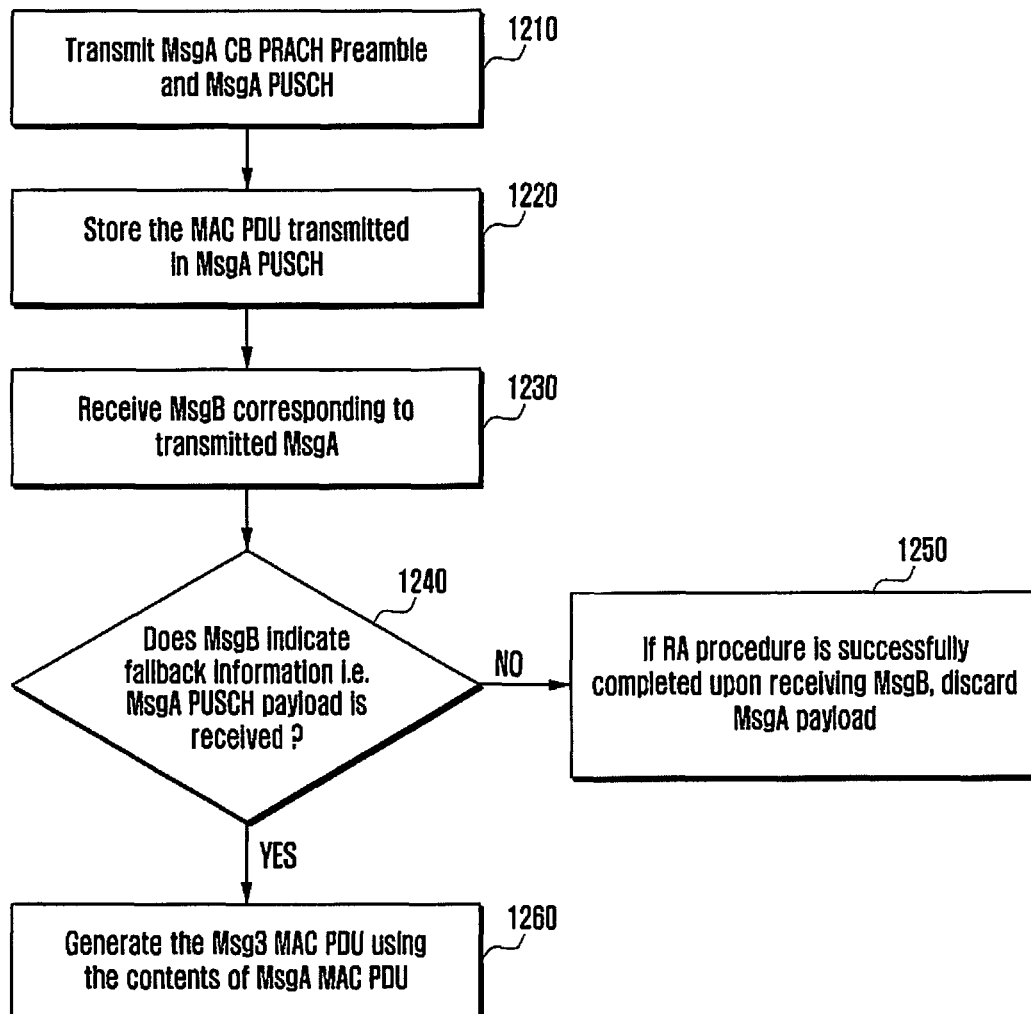 1210
Transmit MsgA CB PRACH Preamble
and MsgA PUSCH
1220
Store the MAC PDU transmitted
in MsgA PUSCH
1230
Receive MsgB corresponding to
transmitted MsgA
1240
Does MsgB indicate
fallback information i.e.
MsgA PUSCH payload is
received ?
NO
1250
If RA procedure is successfully
completed upon receiving MsgB, discard
MsgA payload
YES
1260
Generate the Msg3 MAC PDU using
the contents of MsgA MAC PDU